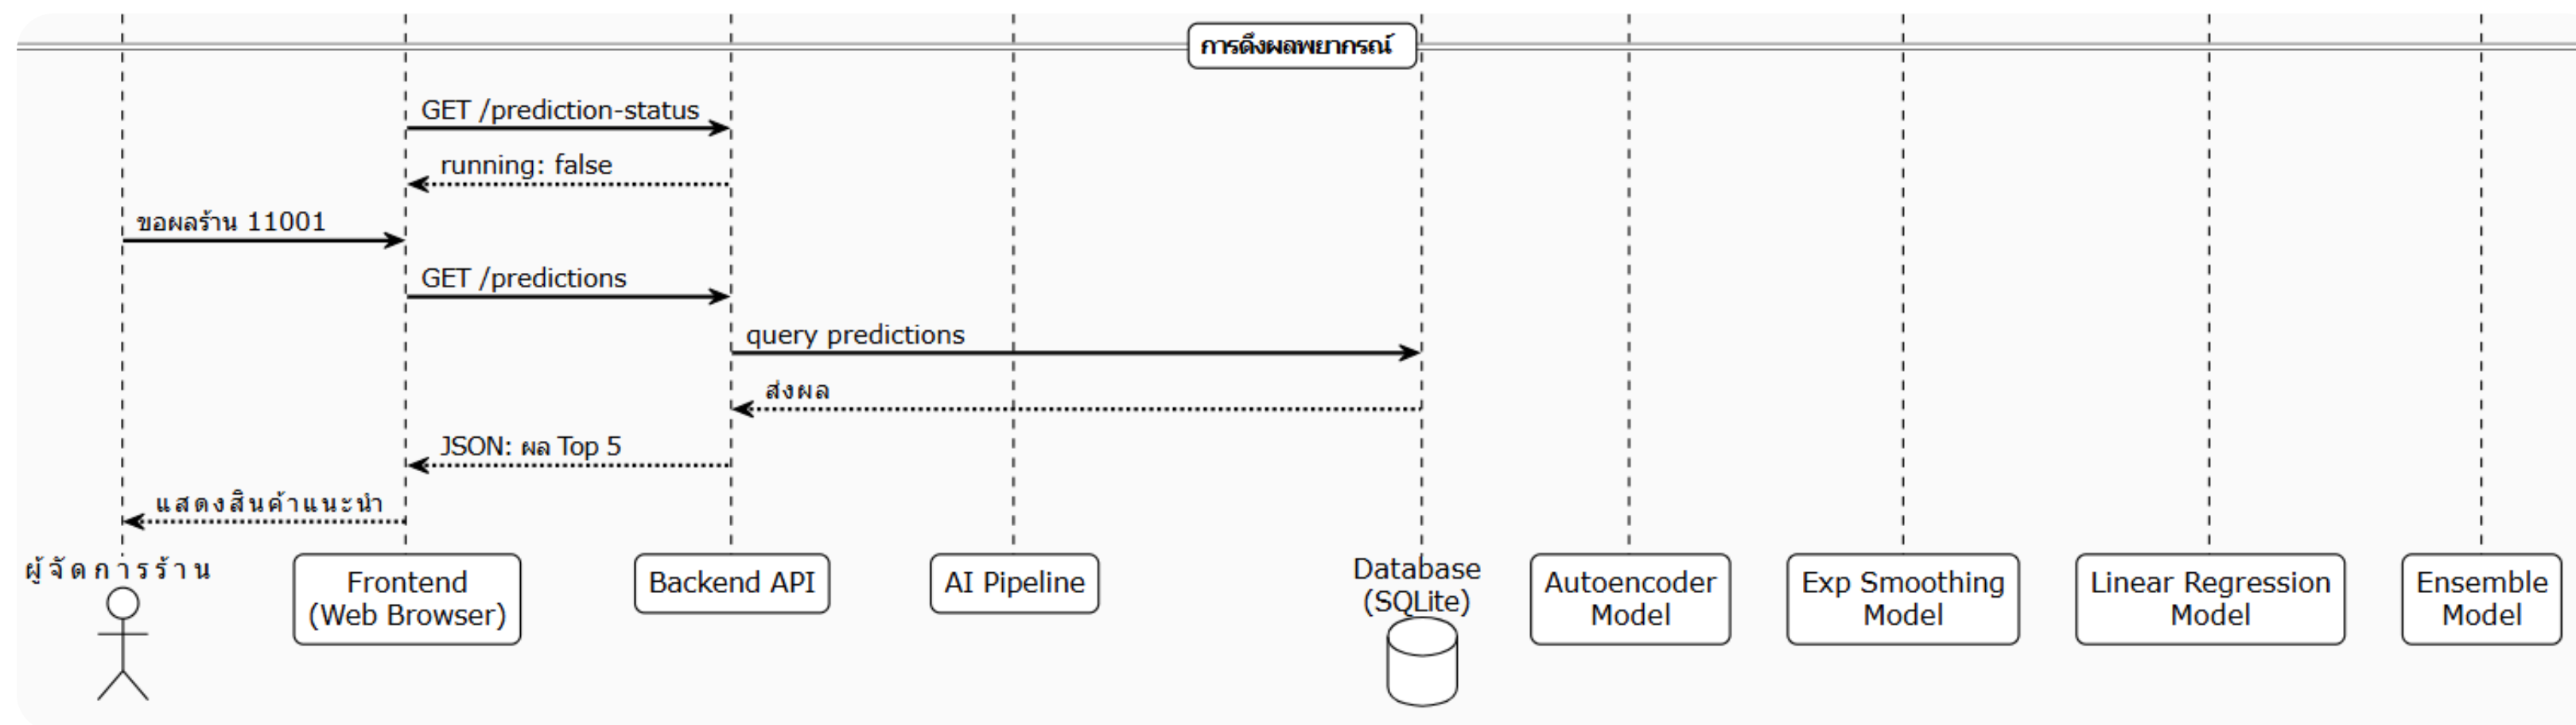 การดึงผลพยากรณ์
GET /prediction-status
running: false
ขอผลร้าน 11001
GET /predictions
query predictions
ส่งผล
JSON: ผล Top 5
แสดงสินค้าแนะนำ
ผู้จัดการร้าน
Frontend
(Web Browser)
Backend API
AI Pipeline
Database
(SQLite)
Autoencoder
Model
Exp Smoothing
Model
Linear Regression
Model
Ensemble
Model